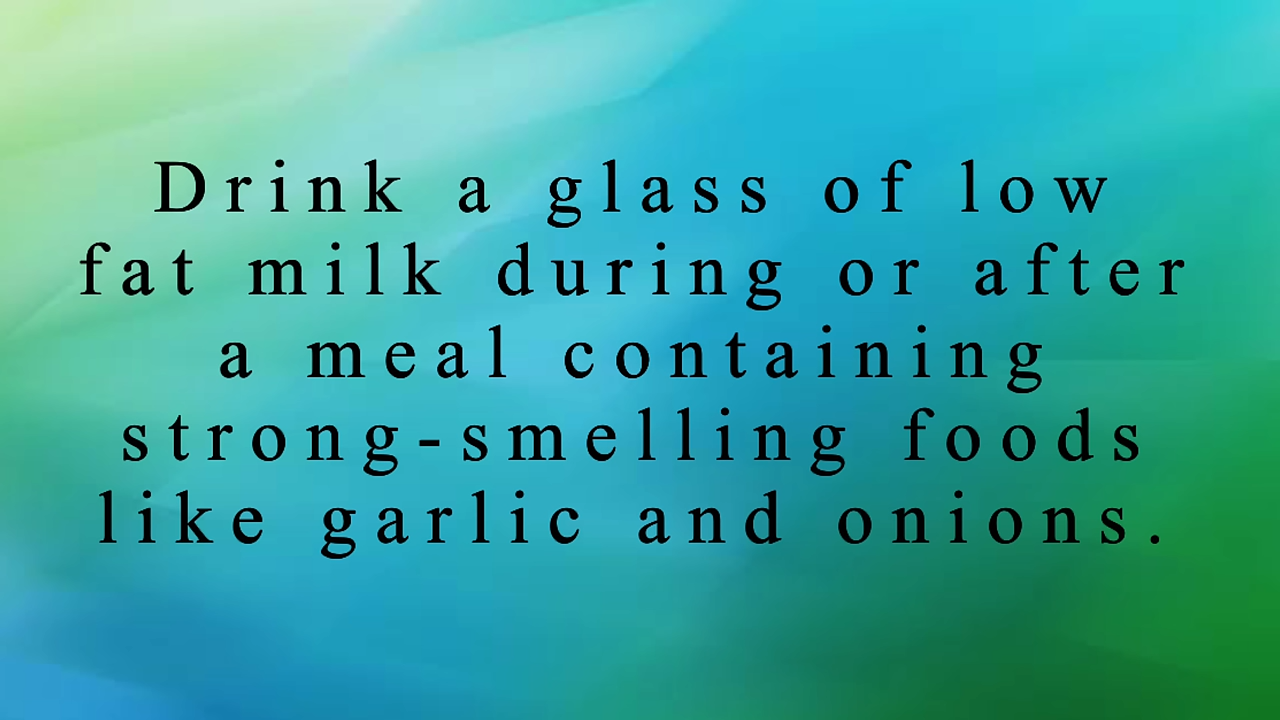 Drink a glass of low
fat milk during or after
a meal containing
strong-smelling foods
like garlic and onions.